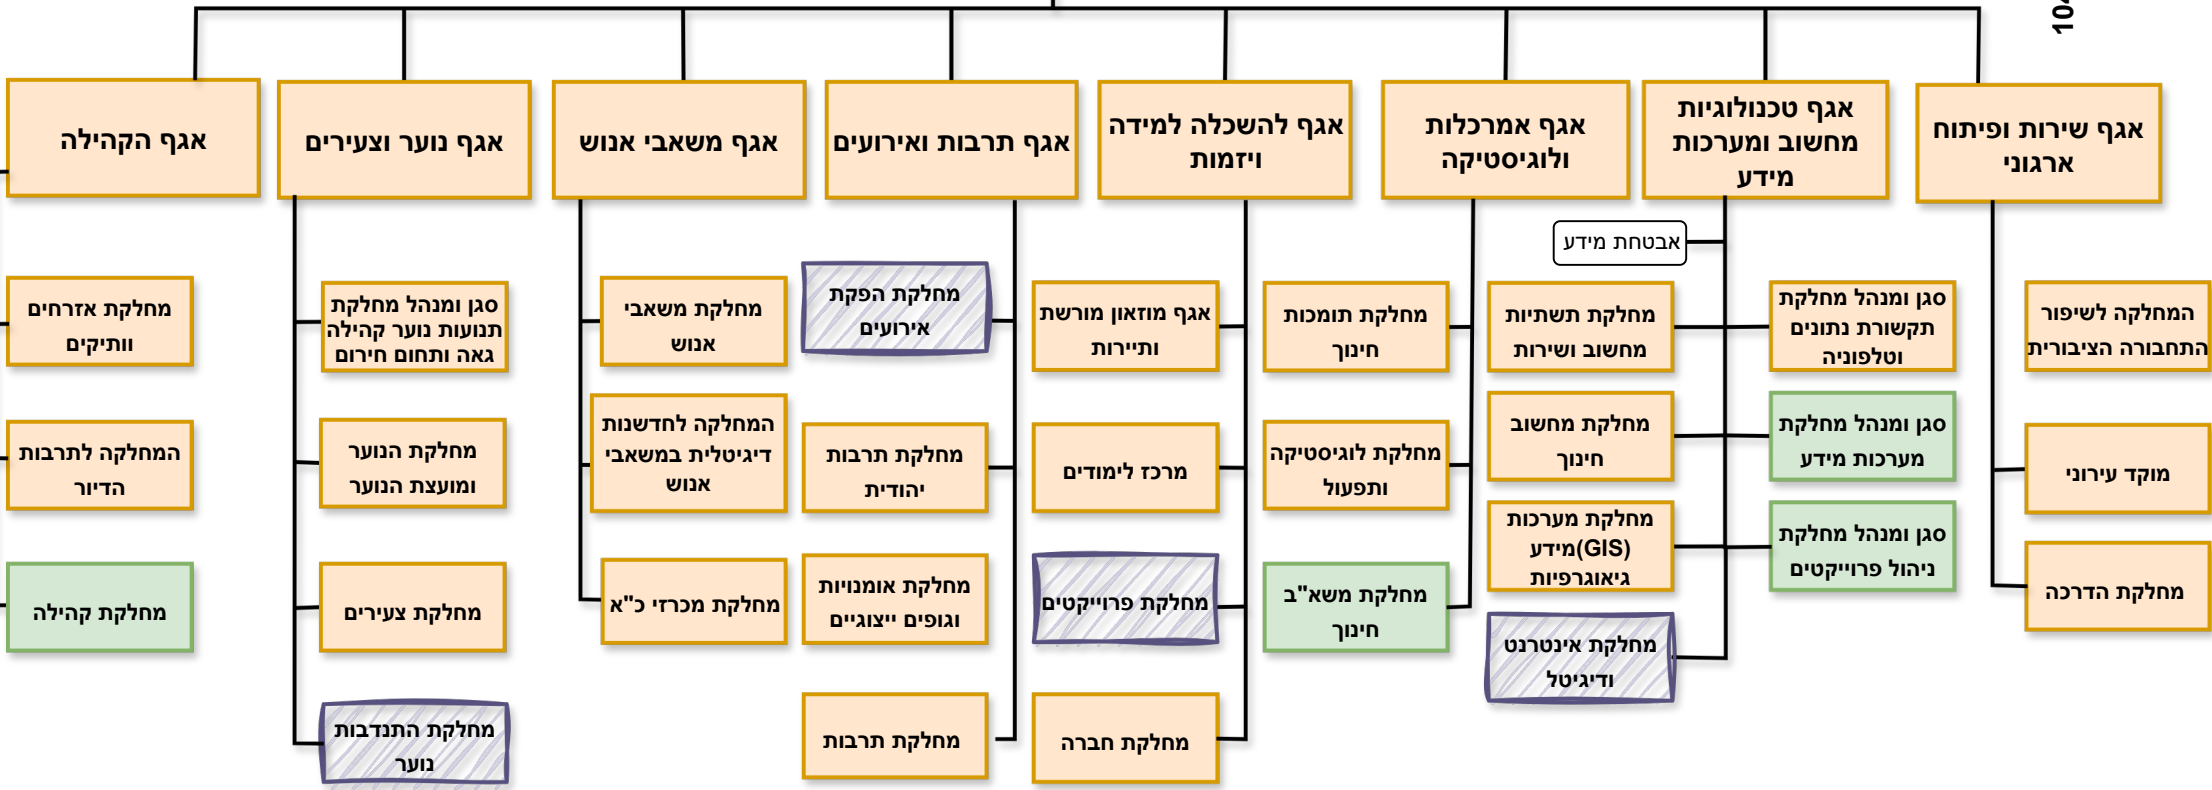 104
אגף שירות ופיתוח
ארגוני
אגף טכנולוגיות
מחשוב ומערכות
מידע
אגף אמרכלות
ולוגיסטיקה
אגף להשכלה למידה
ויזמות
אגף תרבות ואירועים
אגף משאבי אנוש
אגף נוער וצעירים
אגף הקהילה
המחלקה לשיפור
התחבורה הציבורית
מוקד עירוני
מחלקת הדרכה
אבטחת מידע
סגן ומנהל מחלקת
תקשורת נתונים
וטלפוניה
סגן ומנהל מחלקת
מערכות מידע
סגן ומנהל מחלקת
ניהול פרוייקטים
מחלקת תשתיות
מחשוב ושירות
מחלקת מחשוב
חינוך
מחלקת מערכות
מידע(GIS)
גיאוגרפיות
מחלקת אינטרנט
ודיגיטל
מחלקת תומכות
חינוך
מחלקת לוגיסטיקה
ותפעול
מחלקת משא"ב
חינוך
אגף מוזאון מורשת
ותיירות
מרכז לימודים
מחלקת פרוייקטים
מחלקת חברה
מחלקת הפקת
אירועים
מחלקת תרבות
יהודית
מחלקת אומנויות
וגופים ייצוגיים
מחלקת תרבות
מחלקת משאבי
אנוש
המחלקה לחדשנות
דיגיטלית במשאבי
אנוש
מחלקת מכרזי כ"א
סגן ומנהל מחלקת
תנועות נוער קהילה
גאה ותחום חירום
מחלקת הנוער
ומועצת הנוער
מחלקת צעירים
מחלקת התנדבות
נוער
מחלקת אזרחים
וותיקים
המחלקה לתרבות
הדיור
מחלקת קהילה